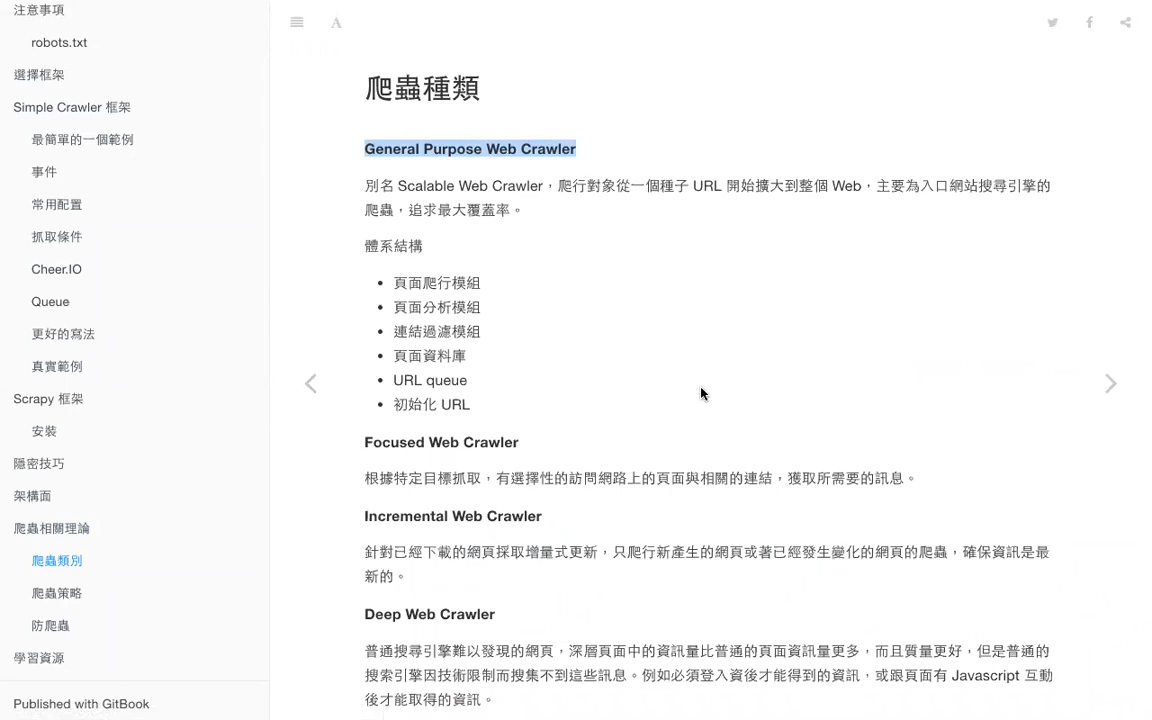 注意事項
robots.txt
選擇框架
Simple Crawler 框架
最簡單的一個範例
事件
常用配置
抓取條件
Cheer.IO
Queue
更好的寫法
真實範例
Scrapy 框架
安裝
隱密技巧
架構面
爬蟲相關理論
爬蟲類別
爬蟲策略
防爬蟲
學習資源
Published with GitBook
A
爬蟲種類
General Purpose Web Crawler
別名 Scalable Web Crawler，爬行對象從一個種子 URL 開始擴大到整個 Web，主要為入口網站搜尋引擎的
爬蟲，追求最大覆蓋率。
體系結構
• 頁面爬行模組
• 頁面分析模組
• 連結過濾模組
• 頁面資料庫
• URL queue
• 初始化 URL
Focused Web Crawler
根據特定目標抓取，有選擇性的訪問網路上的頁面與相關的連結，獲取所需要的訊息。
Incremental Web Crawler
針對已經下載的網頁採取增量式更新，只爬行新產生的網頁或著已經發生變化的網頁的爬蟲，確保資訊是最
新的。
Deep Web Crawler
普通搜尋引擎難以發現的網頁，深層頁面中的資訊量比普通的頁面資訊量更多，而且質量更好，但是普通的
搜索引擎因技術限制而搜集不到這些訊息。例如必須登入資後才能得到的資訊，或跟頁面有 Javascript 互動
後才能取得的資訊。